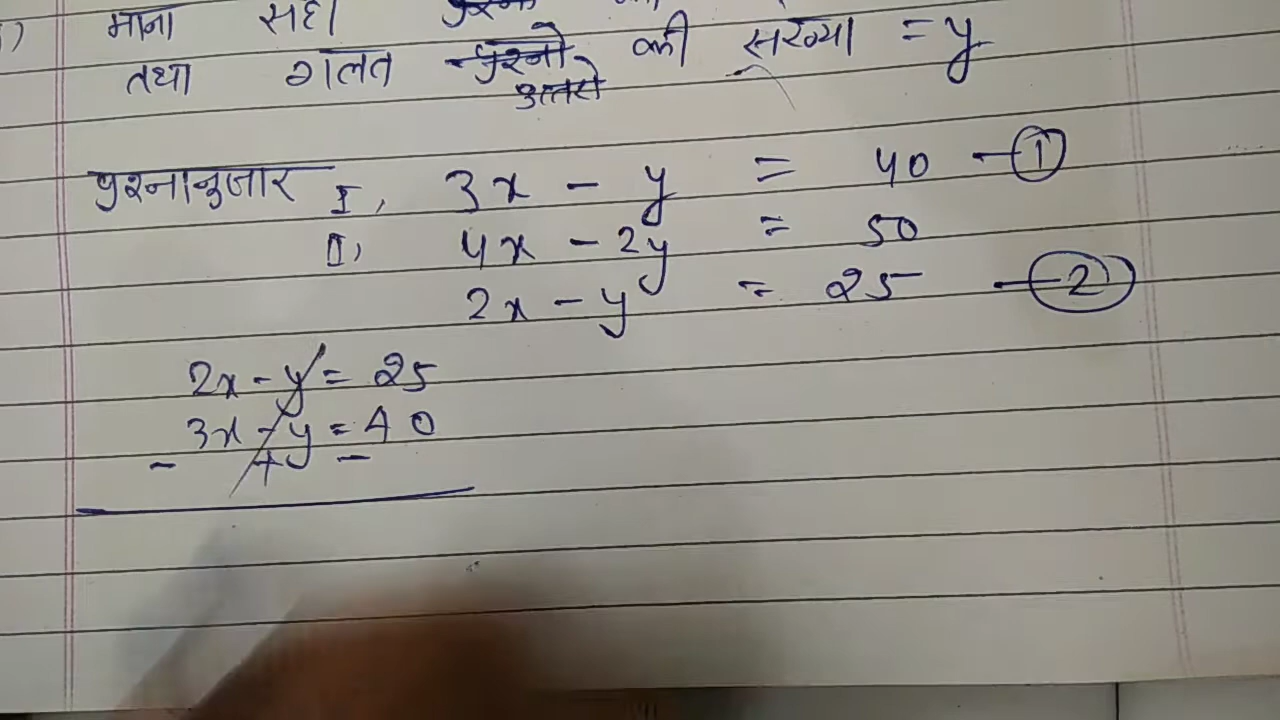 माना सही
तथा गलत प्रश्नो की संख्या = y
उत्तरो
प्रश्नानुसार I, 3x - y = 40 - 1
II, 4x - 2y = 50
2x - y = 25 - 2
2x - y = 25
3x - y = 40
- + -